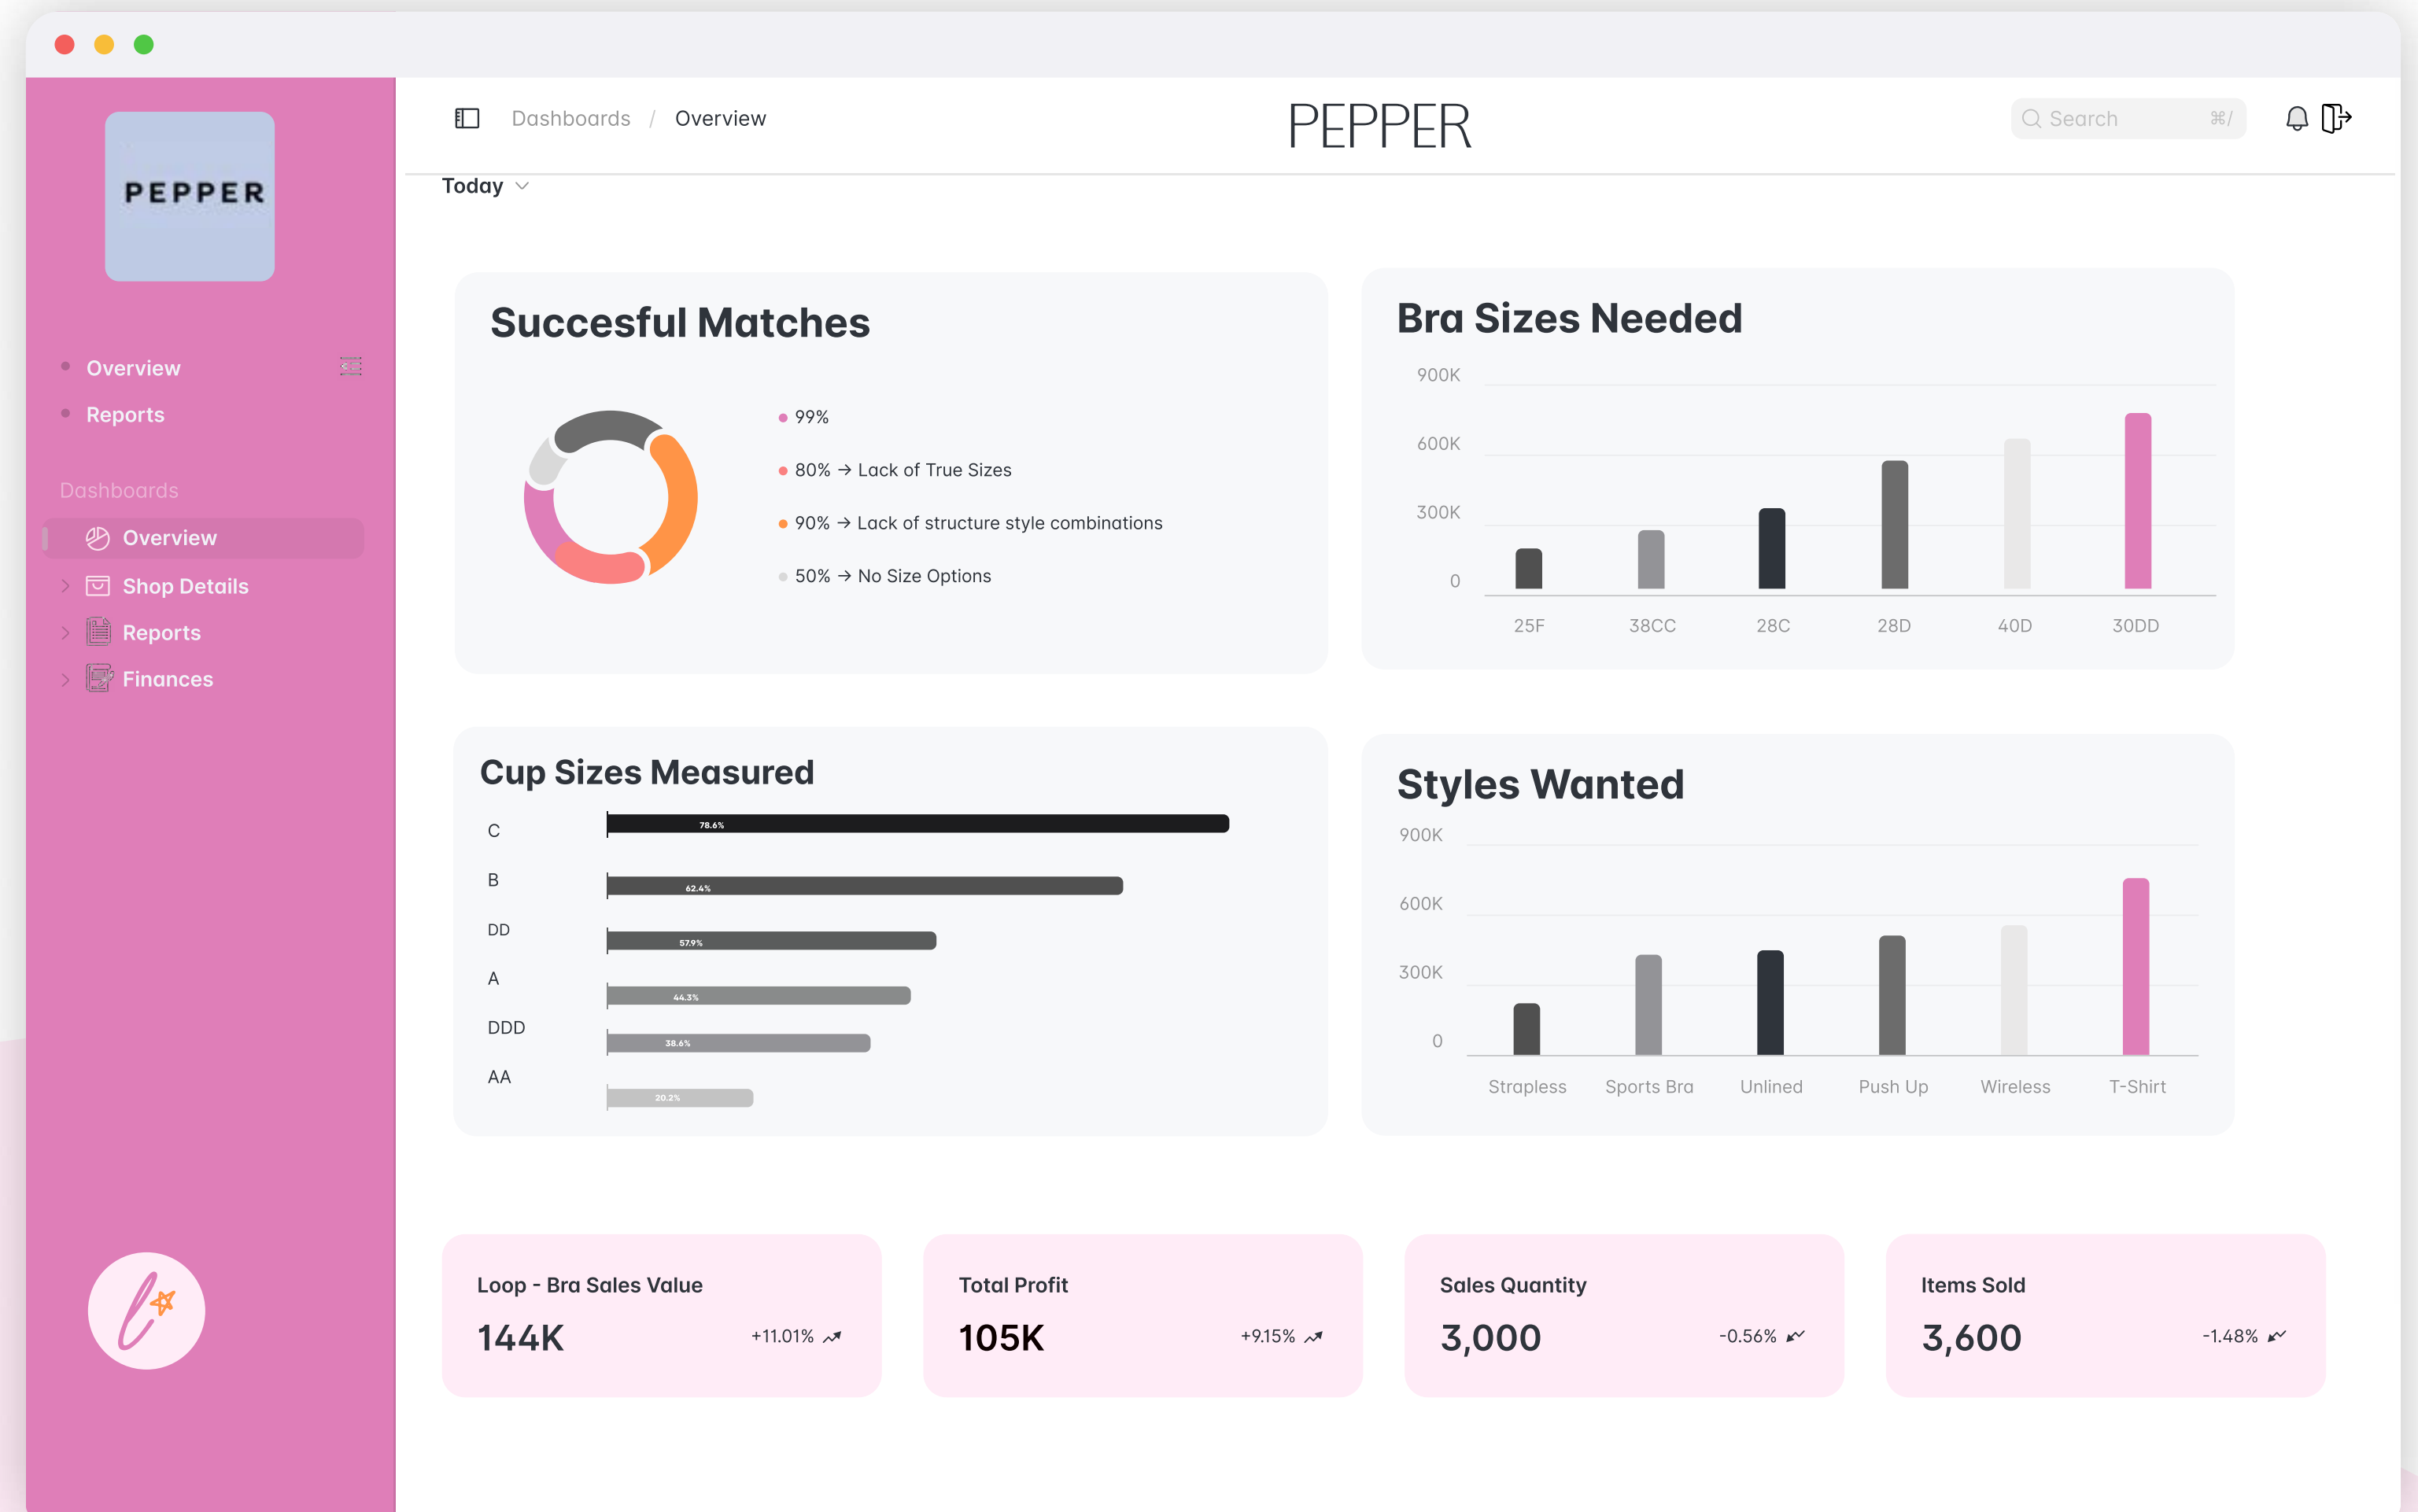 PEPPER
Overview
Reports
Dashboards
Overview
Shop Details
Reports
Finances
Dashboards / Overview
PEPPER
Search ⌘/
Today
Succesful Matches
99%
80% → Lack of True Sizes
90% → Lack of structure style combinations
50% → No Size Options
Bra Sizes Needed
900K
600K
300K
0
25F 38CC 28C 28D 40D 30DD
Cup Sizes Measured
C 78.6%
B 62.4%
DD 57.9%
A 44.3%
DDD 38.6%
AA 20.2%
Styles Wanted
900K
600K
300K
0
Strapless Sports Bra Unlined Push Up Wireless T-Shirt
Loop - Bra Sales Value
144K +11.01%
Total Profit
105K +9.15%
Sales Quantity
3,000 -0.56%
Items Sold
3,600 -1.48%